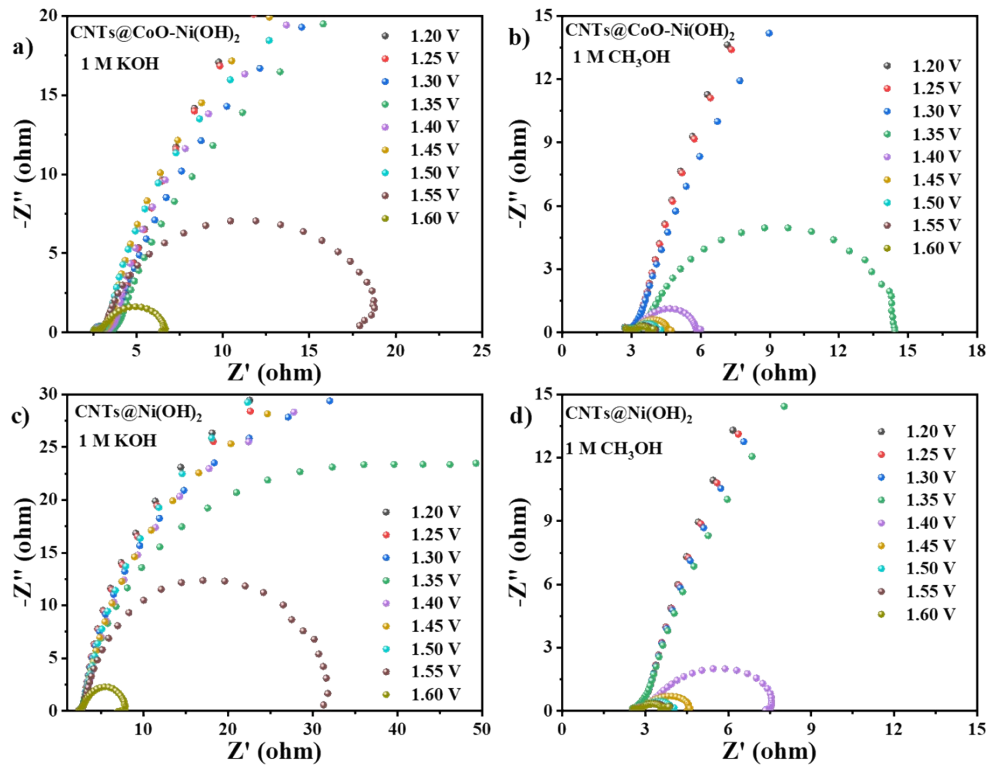 a)
CNTs@CoO-Ni(OH)2
1 M KOH
1.20 V
1.25 V
1.30 V
1.35 V
1.40 V
1.45 V
1.50 V
1.55 V
1.60 V
20
15
10
5
0
5
10
15
20
25
-Z'' (ohm)
Z' (ohm)
b)
CNTs@CoO-Ni(OH)2
1 M CH3OH
1.20 V
1.25 V
1.30 V
1.35 V
1.40 V
1.45 V
1.50 V
1.55 V
1.60 V
15
12
9
6
3
0
0
3
6
9
12
15
18
-Z'' (ohm)
Z' (ohm)
c)
CNTs@Ni(OH)2
1 M KOH
1.20 V
1.25 V
1.30 V
1.35 V
1.40 V
1.45 V
1.50 V
1.55 V
1.60 V
30
25
20
15
10
5
0
10
20
30
40
50
-Z'' (ohm)
Z' (ohm)
d)
CNTs@Ni(OH)2
1 M CH3OH
1.20 V
1.25 V
1.30 V
1.35 V
1.40 V
1.45 V
1.50 V
1.55 V
1.60 V
15
12
9
6
3
0
0
3
6
9
12
15
-Z'' (ohm)
Z' (ohm)